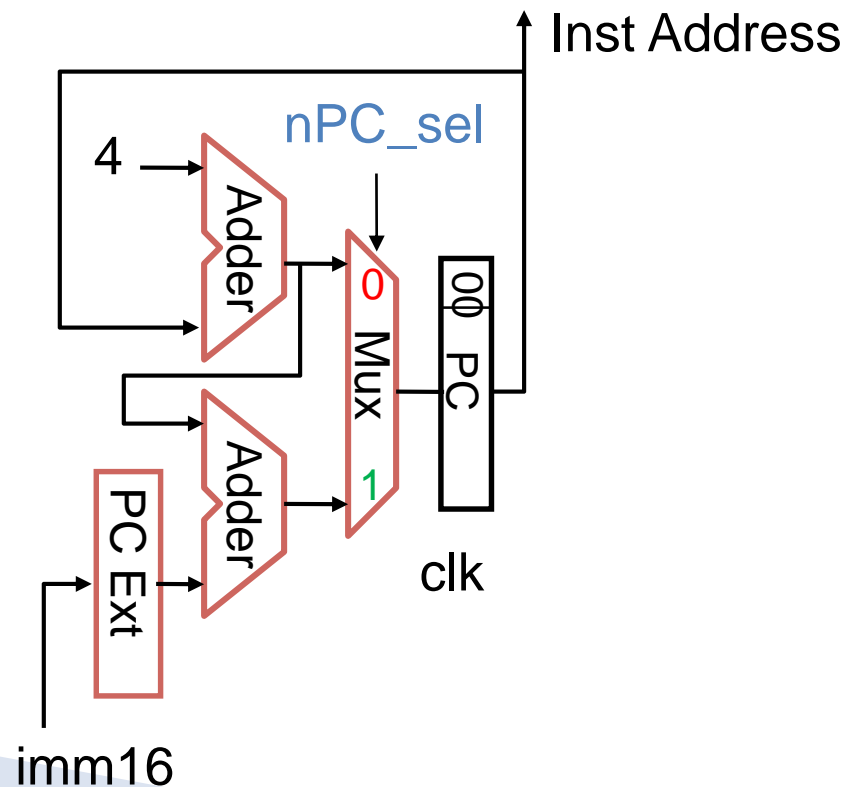 Inst Address
nPC_sel
4
Adder
0
Mux
1
00
PC
Adder
PC Ext
clk
imm16